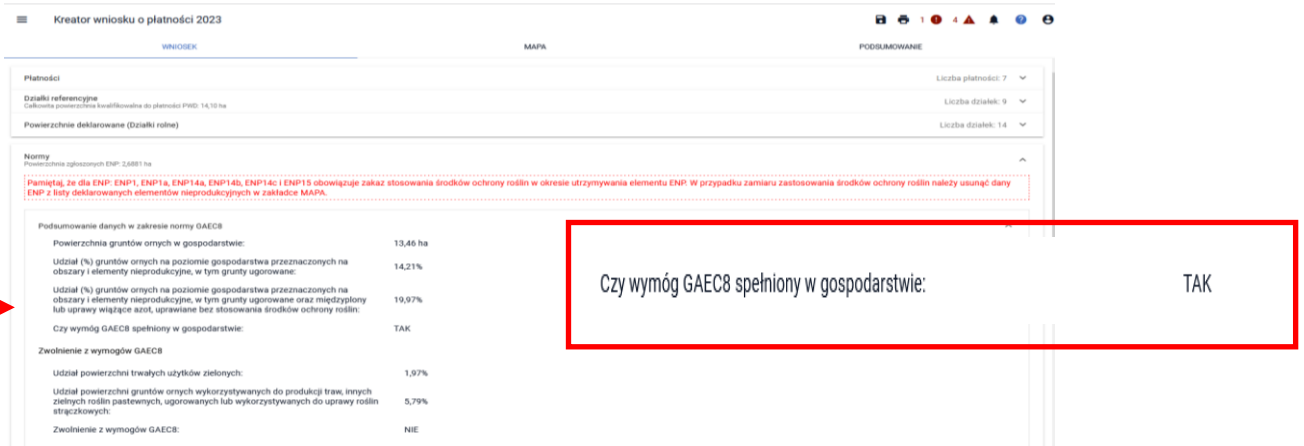 Kreator wniosku o płatności 2023
1
4
WNIOSEK
MAPA
PODSUMOWANIE
Płatności
Liczba płatności: 7
Działki referencyjne
Całkowita powierzchnia kwalifikowalna do płatności PWD: 14,10 ha
Liczba działek: 9
Powierzchnie deklarowane (Działki rolne)
Liczba działek: 14
Normy
Powierzchnia zgłoszonych ENP: 2,6881 ha
Pamiętaj, że dla ENP: ENP1, ENP1a, ENP14a, ENP14b, ENP14c i ENP15 obowiązuje zakaz stosowania środków ochrony roślin w okresie utrzymywania elementu ENP. W przypadku zamiaru zastosowania środków ochrony roślin należy usunąć dany
ENP z listy deklarowanych elementów nieprodukcyjnych w zakładce MAPA.
Podsumowanie danych w zakresie normy GAEC8
Powierzchnia gruntów ornych w gospodarstwie: 13,46 ha
Udział (%) gruntów ornych na poziomie gospodarstwa przeznaczonych na
obszary i elementy nieprodukcyjne, w tym grunty ugorowane: 14,21%
Udział (%) gruntów ornych na poziomie gospodarstwa przeznaczonych na
obszary i elementy nieprodukcyjne, w tym grunty ugorowane oraz międzyplony 19,97%
lub uprawy wiążące azot, uprawiane bez stosowania środków ochrony roślin:
Czy wymóg GAEC8 spełniony w gospodarstwie: TAK
Czy wymóg GAEC8 spełniony w gospodarstwie: TAK
Zwolnienie z wymogów GAEC8
Udział powierzchni trwałych użytków zielonych: 1,97%
Udział powierzchni gruntów ornych wykorzystywanych do produkcji traw, innych
zielnych roślin pastewnych, ugorowanych lub wykorzystywanych do uprawy roślin 5,79%
strączkowych:
Zwolnienie z wymogów GAEC8: NIE